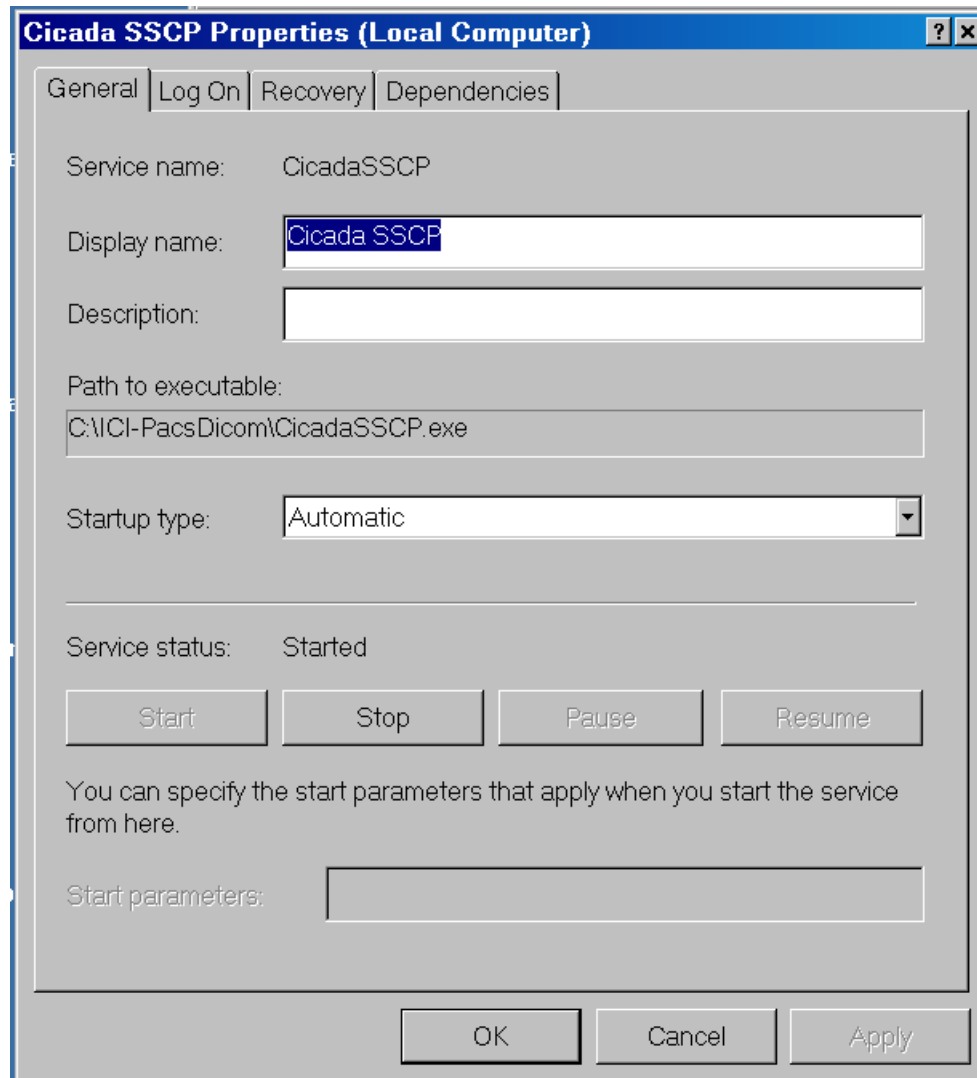 Cicada SSCP Properties (Local Computer)
General Log On Recovery Dependencies
Service name: CicadaSSCP
Display name: Cicada SSCP
Description:
Path to executable:
C:\ICI-PacsDicom\CicadaSSCP.exe
Startup type: Automatic
Service status: Started
Start Stop Pause Resume
You can specify the start parameters that apply when you start the service
from here.
Start parameters:
OK Cancel Apply